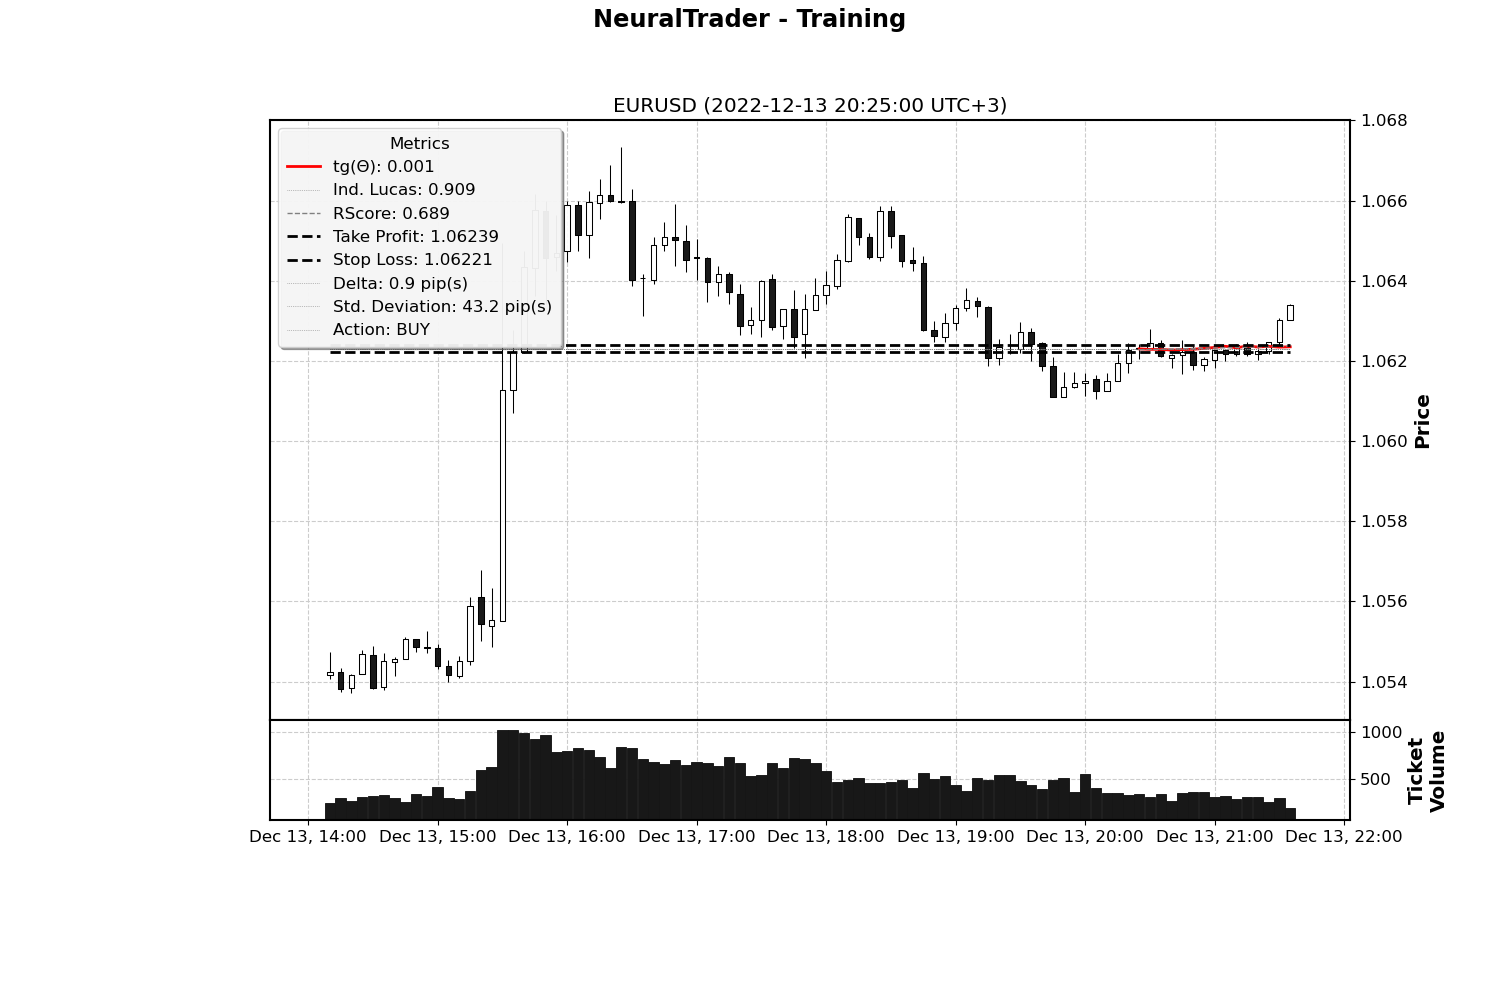 NeuralTrader - Training
EURUSD (2022-12-13 20:25:00 UTC+3)
Metrics
tg(Θ): 0.001
Ind. Lucas: 0.909
RScore: 0.689
Take Profit: 1.06239
Stop Loss: 1.06221
Delta: 0.9 pip(s)
Std. Deviation: 43.2 pip(s)
Action: BUY
1.068
1.066
1.064
1.062
1.060
1.058
1.056
1.054
Price
1000
500
Ticket
Volume
Dec 13, 14:00
Dec 13, 15:00
Dec 13, 16:00
Dec 13, 17:00
Dec 13, 18:00
Dec 13, 19:00
Dec 13, 20:00
Dec 13, 21:00
Dec 13, 22:00